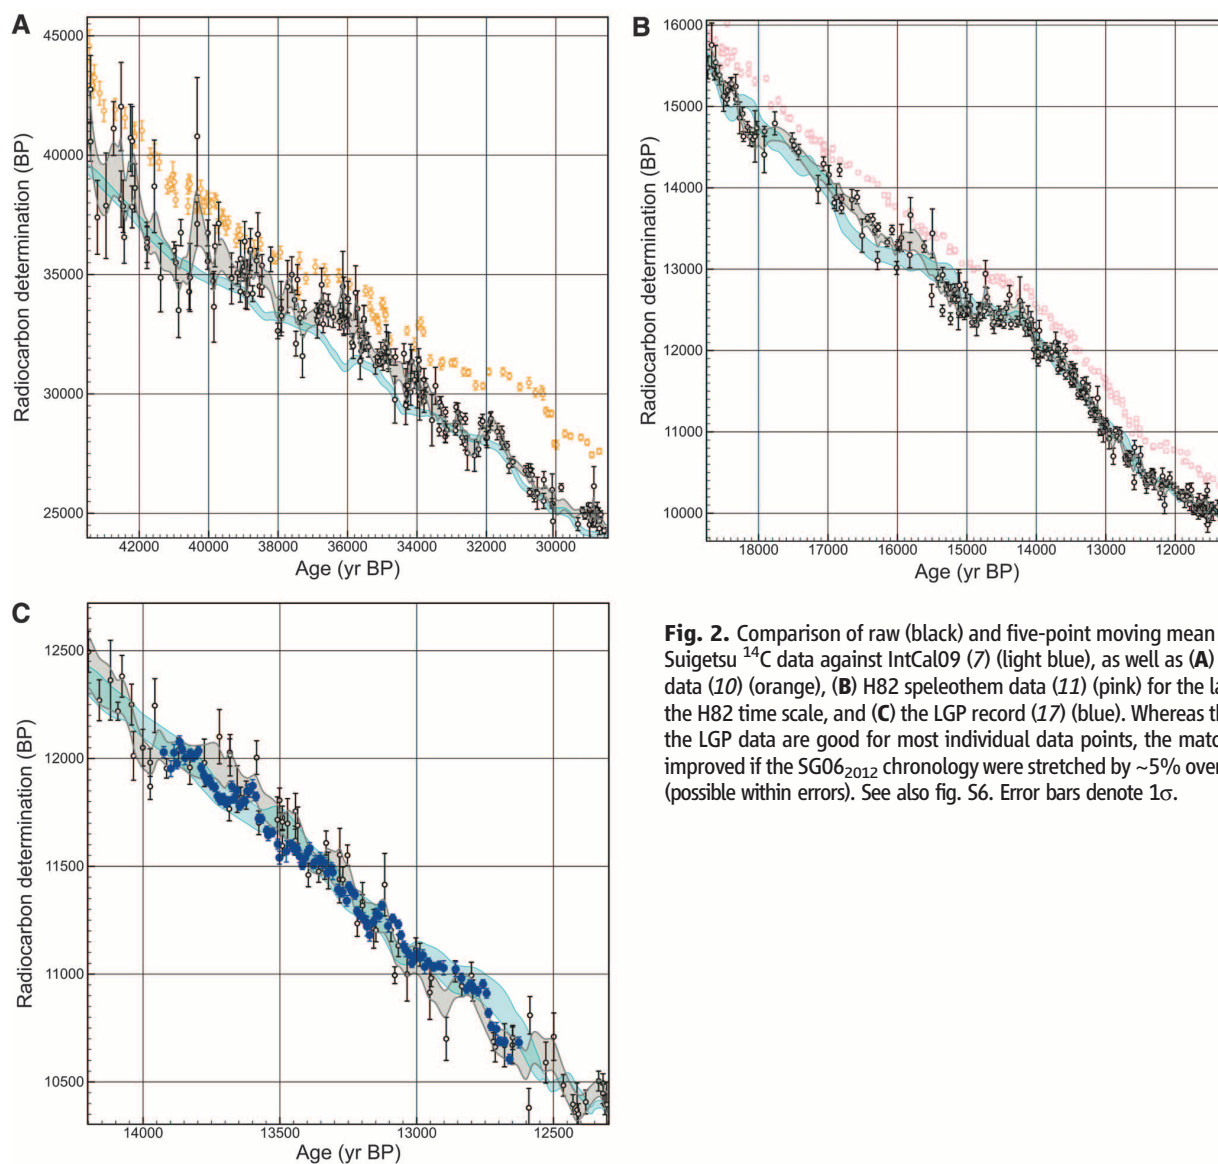 A
45000
40000
35000
30000
25000
Radiocarbon determination (BP)
42000 40000 38000 36000 34000 32000 30000
Age (yr BP)
B
16000
15000
14000
13000
12000
11000
10000
Radiocarbon determination (BP)
18000 17000 16000 15000 14000 13000 12000
Age (yr BP)
C
12500
12000
11500
11000
10500
Radiocarbon determination (BP)
14000 13500 13000 12500
Age (yr BP)
Fig. 2. Comparison of raw (black) and five-point moving mean
Suigetsu ¹⁴C data against IntCal09 (7) (light blue), as well as (A)
data (10) (orange), (B) H82 speleothem data (11) (pink) for the la
the H82 time scale, and (C) the LGP record (17) (blue). Whereas th
the LGP data are good for most individual data points, the matc
improved if the SG06₂₀₁₂ chronology were stretched by ~5% over
(possible within errors). See also fig. S6. Error bars denote 1σ.